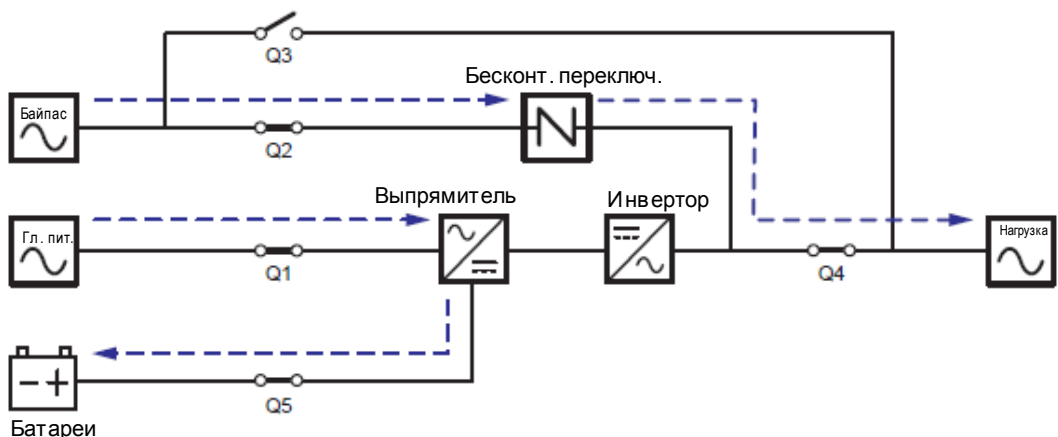 Q3
Бесконт. переключ.
Байпас
Q2
Выпрямитель
Инвертор
Гл. пит.
Q1
Q4
Нагрузка
Q5
Батареи